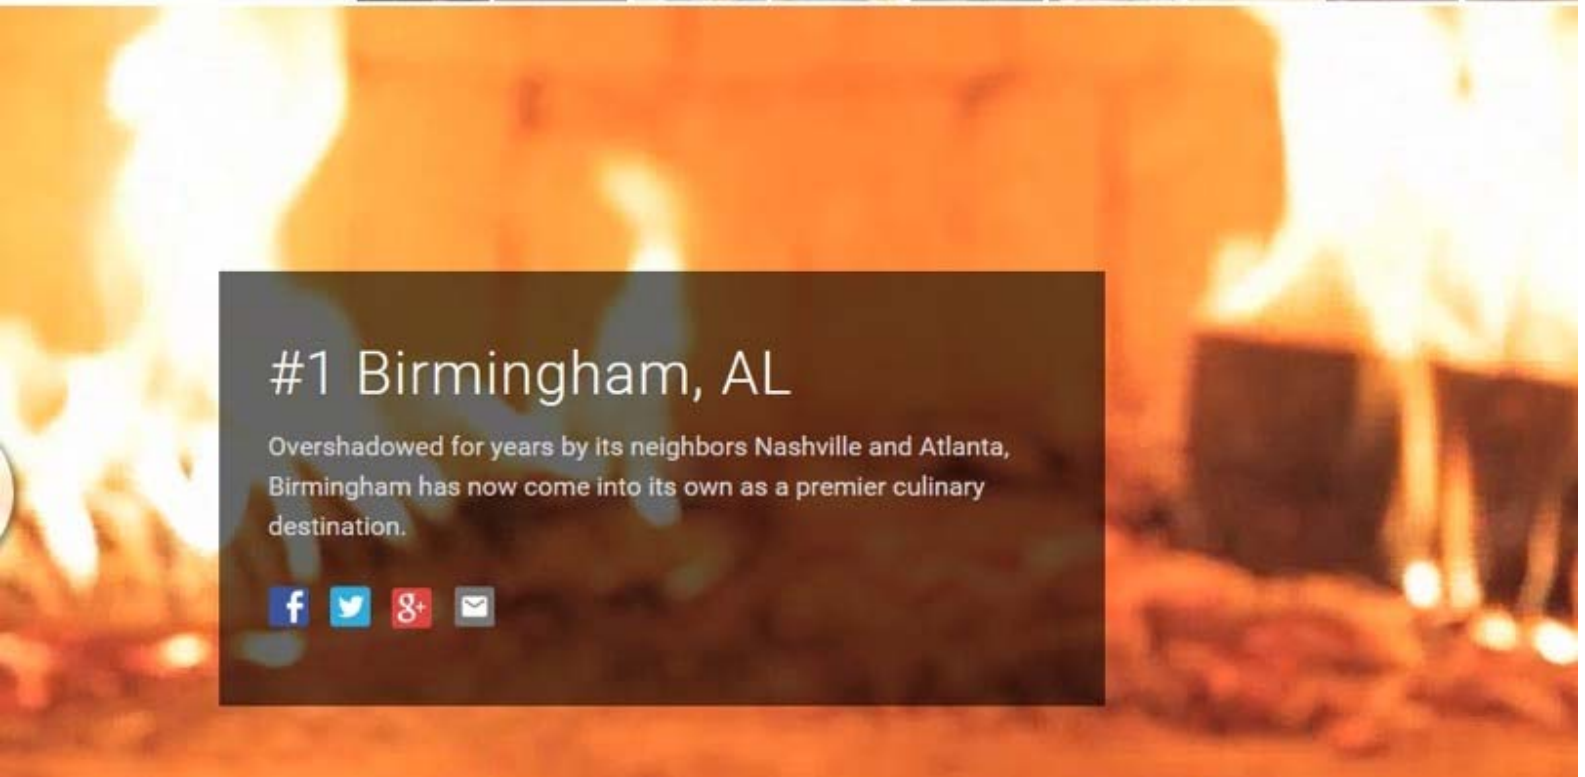 #1 Birmingham, AL
Overshadowed for years by its neighbors Nashville and Atlanta,
Birmingham has now come into its own as a premier culinary
destination.
f
g+